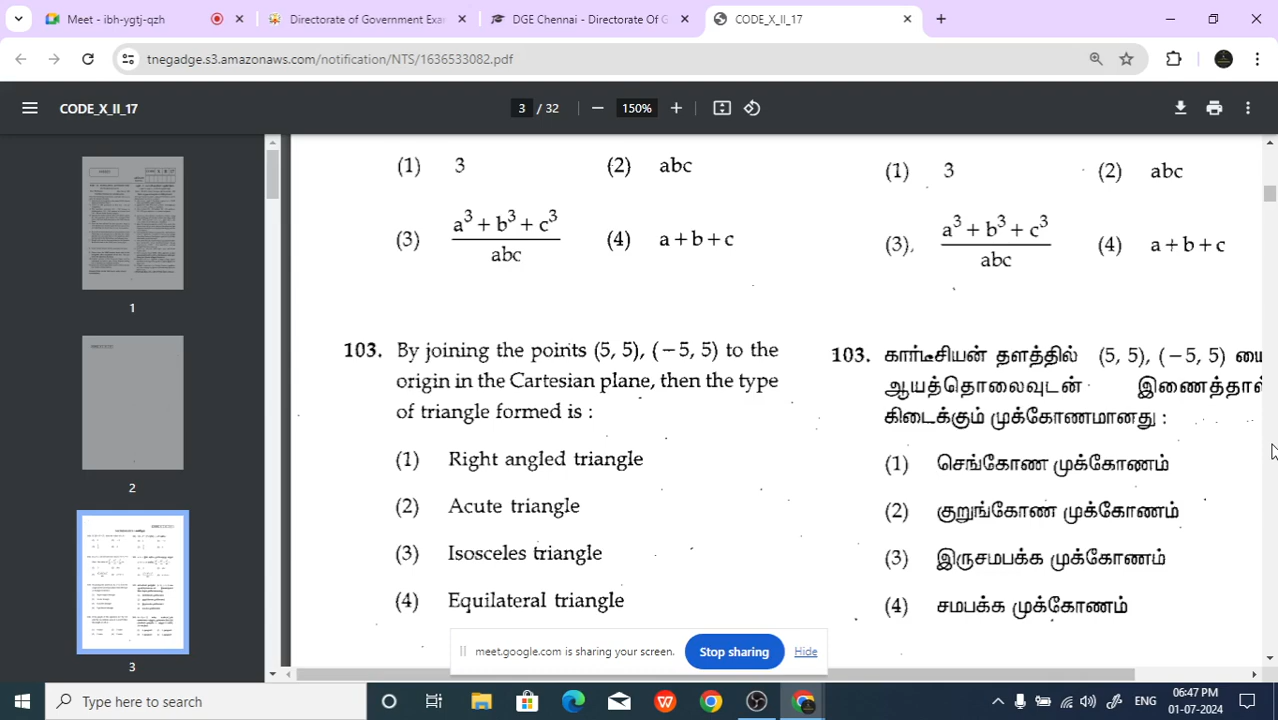 Meet - ibh-ygtj-qzh
Directorate of Government Exa
DGE Chennai - Directorate Of G
CODE_X_II_17
tnegadge.s3.amazonaws.com/notification/NTS/1636533082.pdf
CODE_X_II_17
3 / 32
150%
1
2
3
(1) 3 (2) abc
(3) a³ + b³ + c³ / abc (4) a + b + c
103. By joining the points (5, 5), (−5, 5) to the
origin in the Cartesian plane, then the type
of triangle formed is :
(1) Right angled triangle
(2) Acute triangle
(3) Isosceles triangle
(4) Equilateral triangle
(1) 3 (2) abc
(3) a³ + b³ + c³ / abc (4) a + b + c
103. கார்டீசியன் தளத்தில் (5, 5), (−5, 5) யை
ஆயத்தொலைவுடன் இணைத்தால்
கிடைக்கும் முக்கோணமானது :
(1) செங்கோண முக்கோணம்
(2) குறுங்கோண முக்கோணம்
(3) இருசமபக்க முக்கோணம்
(4) சமபக்க முக்கோணம்
meet.google.com is sharing your screen.
Stop sharing
Hide
Type here to search
ENG
06:47 PM
01-07-2024